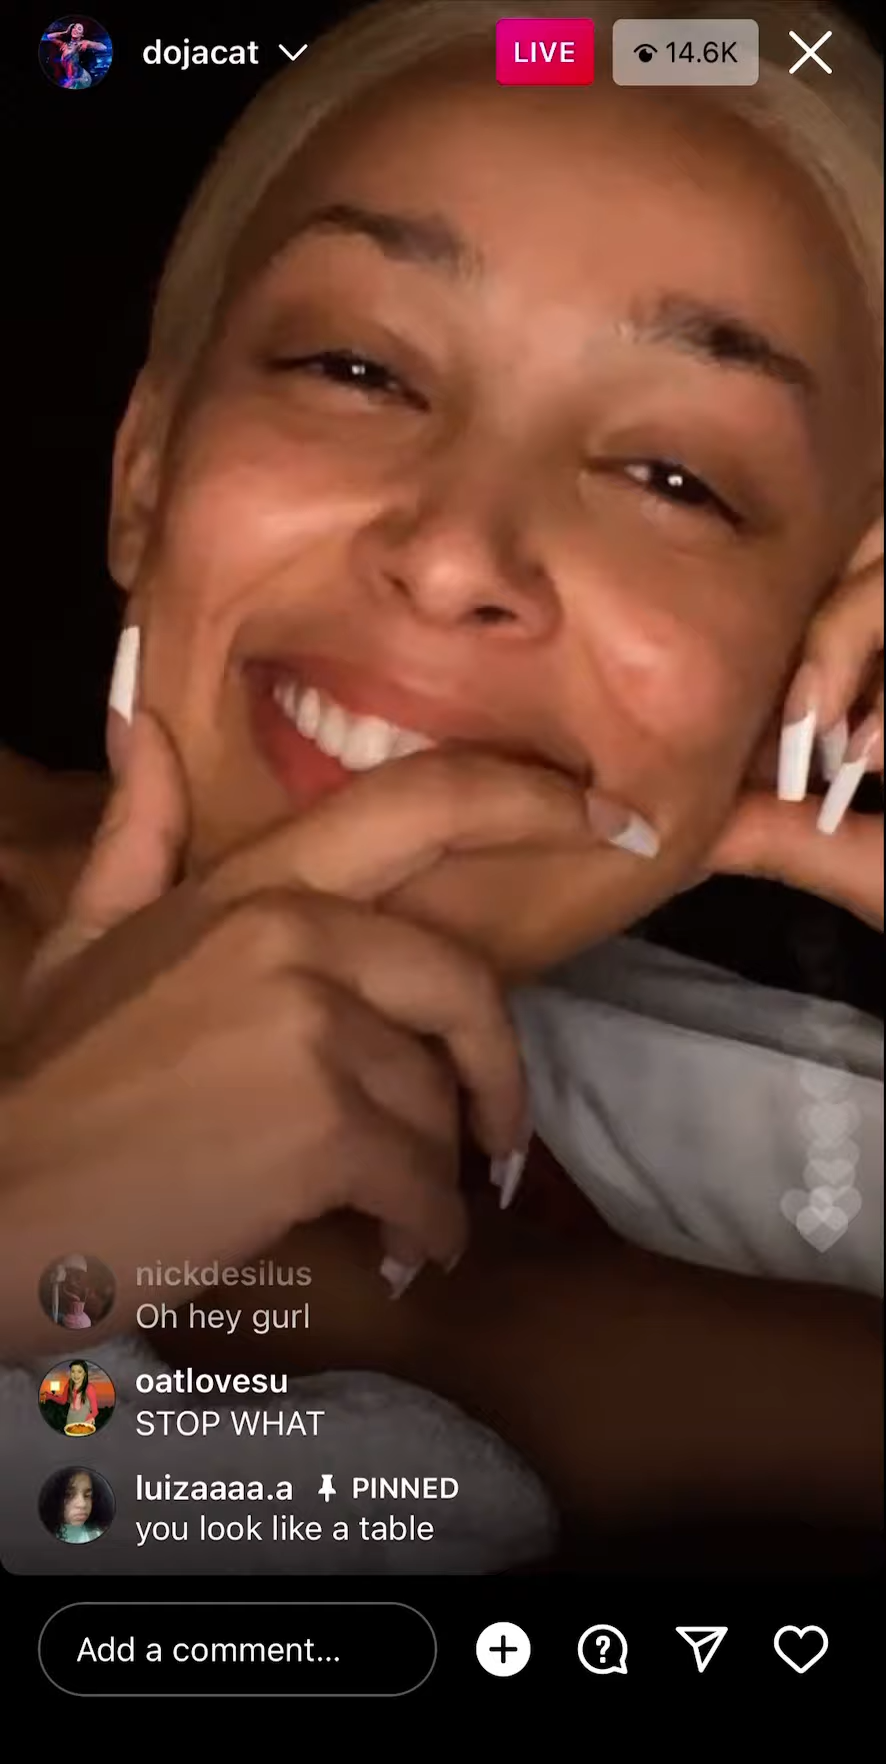 dojacat
LIVE
14.6K
nickdesilus
Oh hey gurl
oatlovesu
STOP WHAT
luizaaaa.a PINNED
you look like a table
Add a comment...